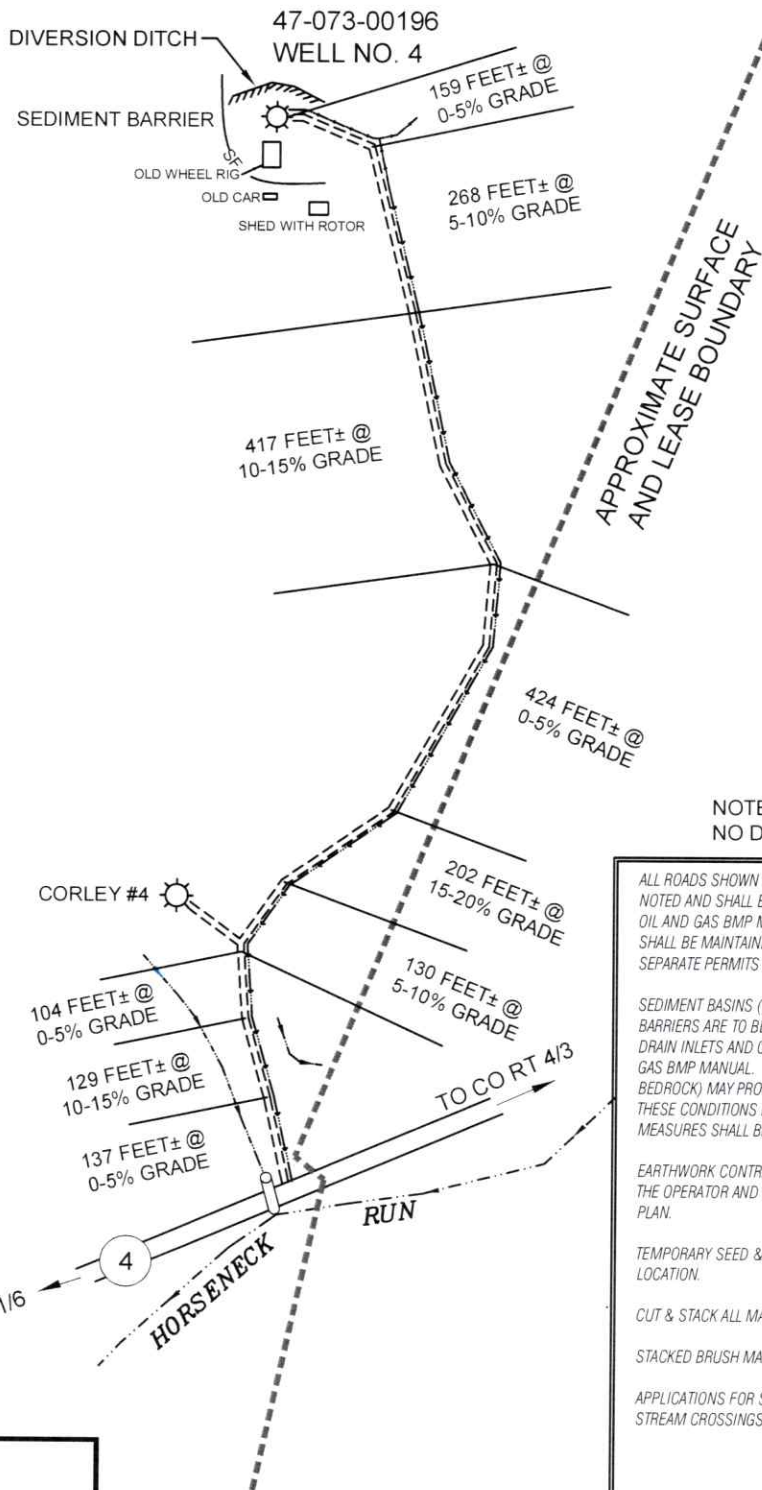 47-073-00196
WELL NO. 4
DIVERSION DITCH
SEDIMENT BARRIER
SF
OLD WHEEL RIG
OLD CAR
SHED WITH ROTOR
159 FEET± @
0-5% GRADE
268 FEET± @
5-10% GRADE
APPROXIMATE SURFACE
AND LEASE BOUNDARY
417 FEET± @
10-15% GRADE
424 FEET± @
0-5% GRADE
202 FEET± @
15-20% GRADE
CORLEY #4
130 FEET± @
5-10% GRADE
104 FEET± @
0-5% GRADE
129 FEET± @
10-15% GRADE
137 FEET± @
0-5% GRADE
TO CO RT 4/3
4
1/6
HORSENECK
RUN
NOTE
NO D
ALL ROADS SHOWN
NOTED AND SHALL B
OIL AND GAS BMP M
SHALL BE MAINTAIN
SEPARATE PERMITS
SEDIMENT BASINS (
BARRIERS ARE TO BE
DRAIN INLETS AND O
GAS BMP MANUAL.
BEDROCK) MAY PRO
THESE CONDITIONS
MEASURES SHALL B
EARTHWORK CONTR
THE OPERATOR AND
PLAN.
TEMPORARY SEED &
LOCATION.
CUT & STACK ALL MA
STACKED BRUSH MA
APPLICATIONS FOR S
STREAM CROSSINGS